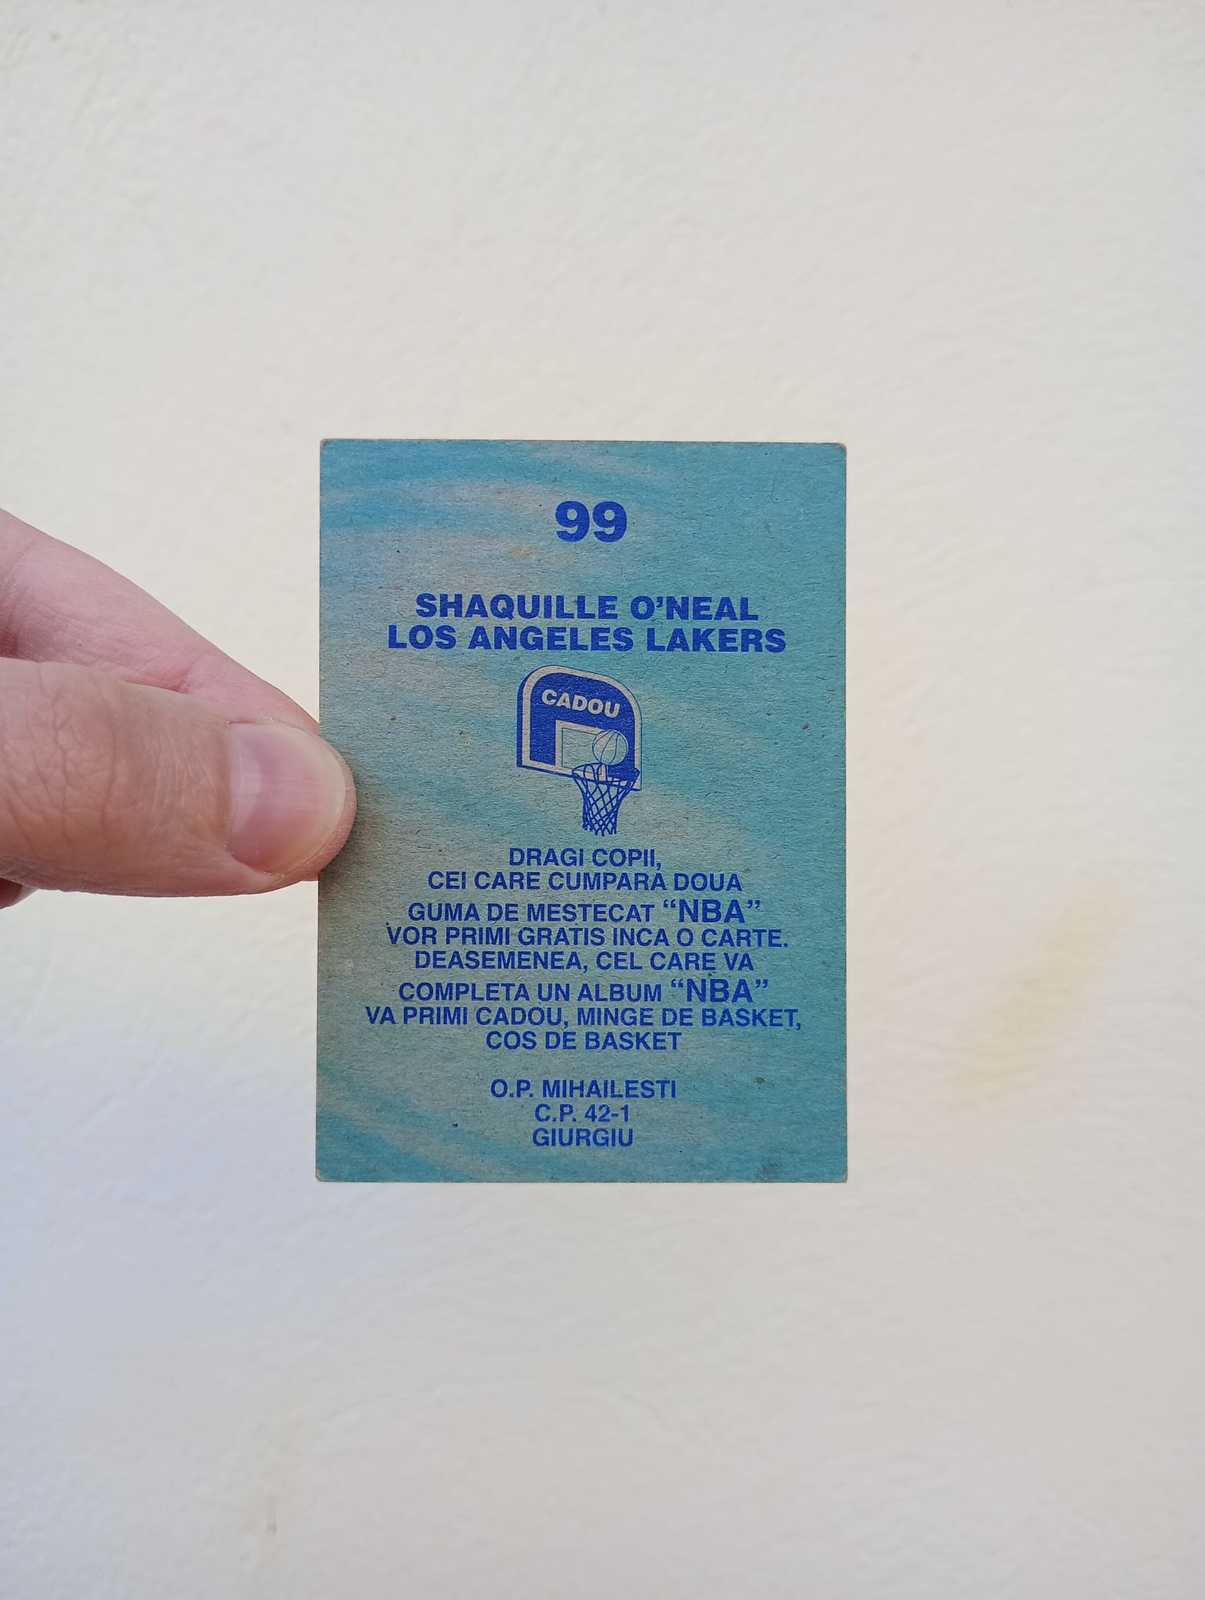 99
SHAQUILLE O'NEAL
LOS ANGELES LAKERS
CADOU
DRAGI COPII,
CEI CARE CUMPARA DOUA
GUMA DE MESTECAT “NBA”
VOR PRIMI GRATIS INCA O CARTE.
DEASEMENEA, CEL CARE VA
COMPLETA UN ALBUM “NBA”
VA PRIMI CADOU, MINGE DE BASKET,
COS DE BASKET
O.P. MIHAILESTI
C.P. 42-1
GIURGIU